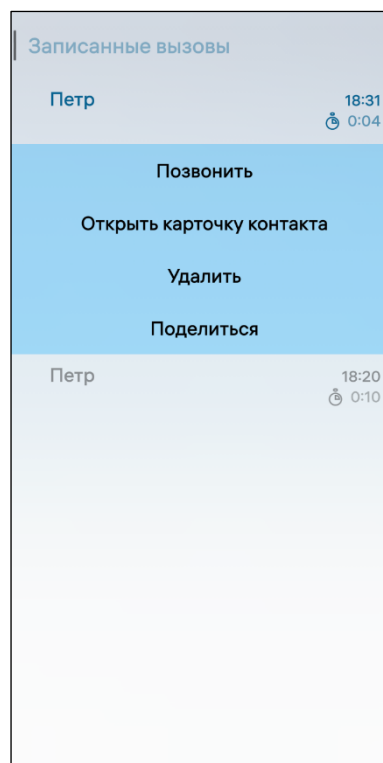 Записанные вызовы
Петр 18:31
0:04
Позвонить
Открыть карточку контакта
Удалить
Поделиться
Петр 18:20
0:10